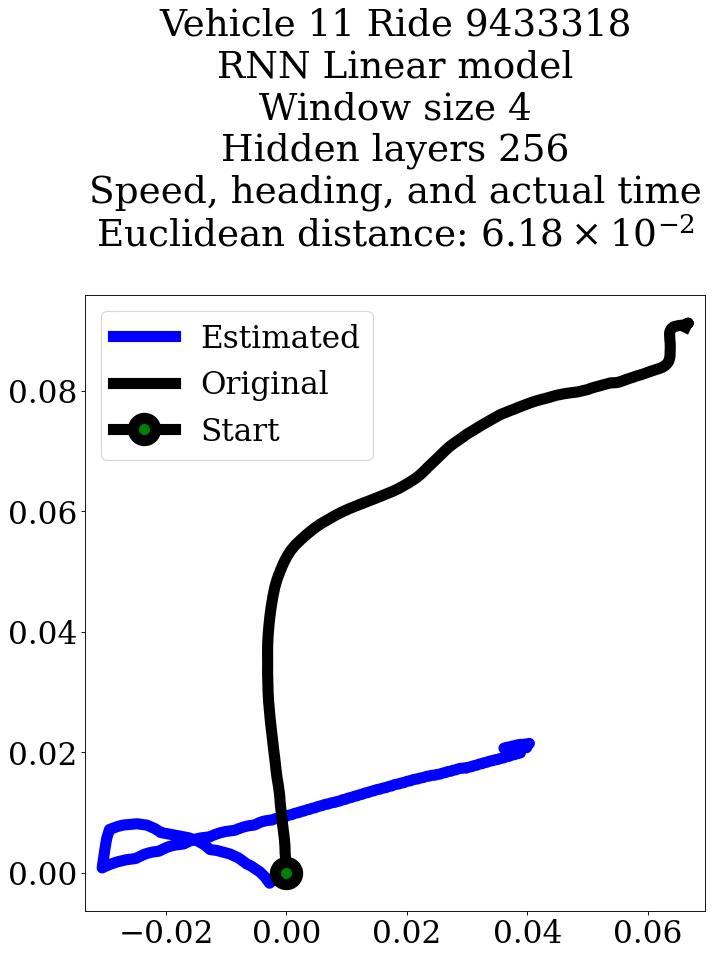 Vehicle 11 Ride 9433318
RNN Linear model
Window size 4
Hidden layers 256
Speed, heading, and actual time
Euclidean distance: 6.18 × 10⁻²
Estimated
Original
Start
0.08
0.06
0.04
0.02
0.00
−0.02 0.00 0.02 0.04 0.06